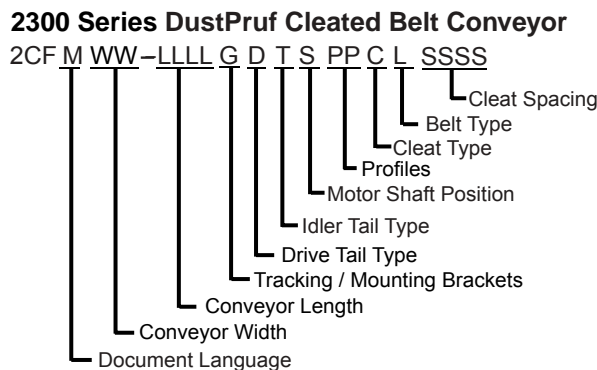 2300 Series DustPruf Cleated Belt Conveyor
2CF M WW –LLLL G D T S PP C L SSSS
Cleat Spacing
Belt Type
Cleat Type
Profiles
Motor Shaft Position
Idler Tail Type
Drive Tail Type
Tracking / Mounting Brackets
Conveyor Length
Conveyor Width
Document Language